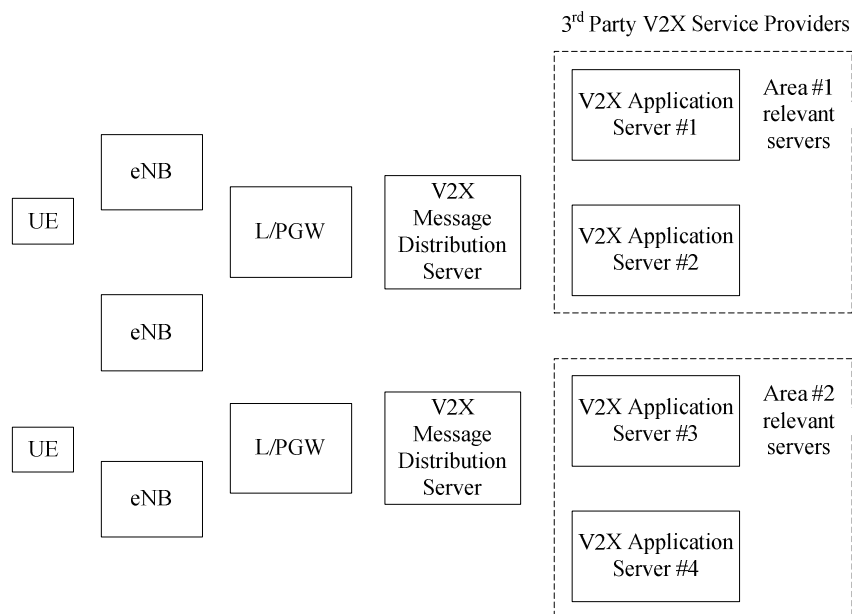 3rd Party V2X Service Providers
V2X Application
Server #1
Area #1
relevant
servers
eNB
UE
L/PGW
V2X
Message
Distribution
Server
V2X Application
Server #2
eNB
V2X Application
Server #3
Area #2
relevant
servers
UE
L/PGW
V2X
Message
Distribution
Server
eNB
V2X Application
Server #4